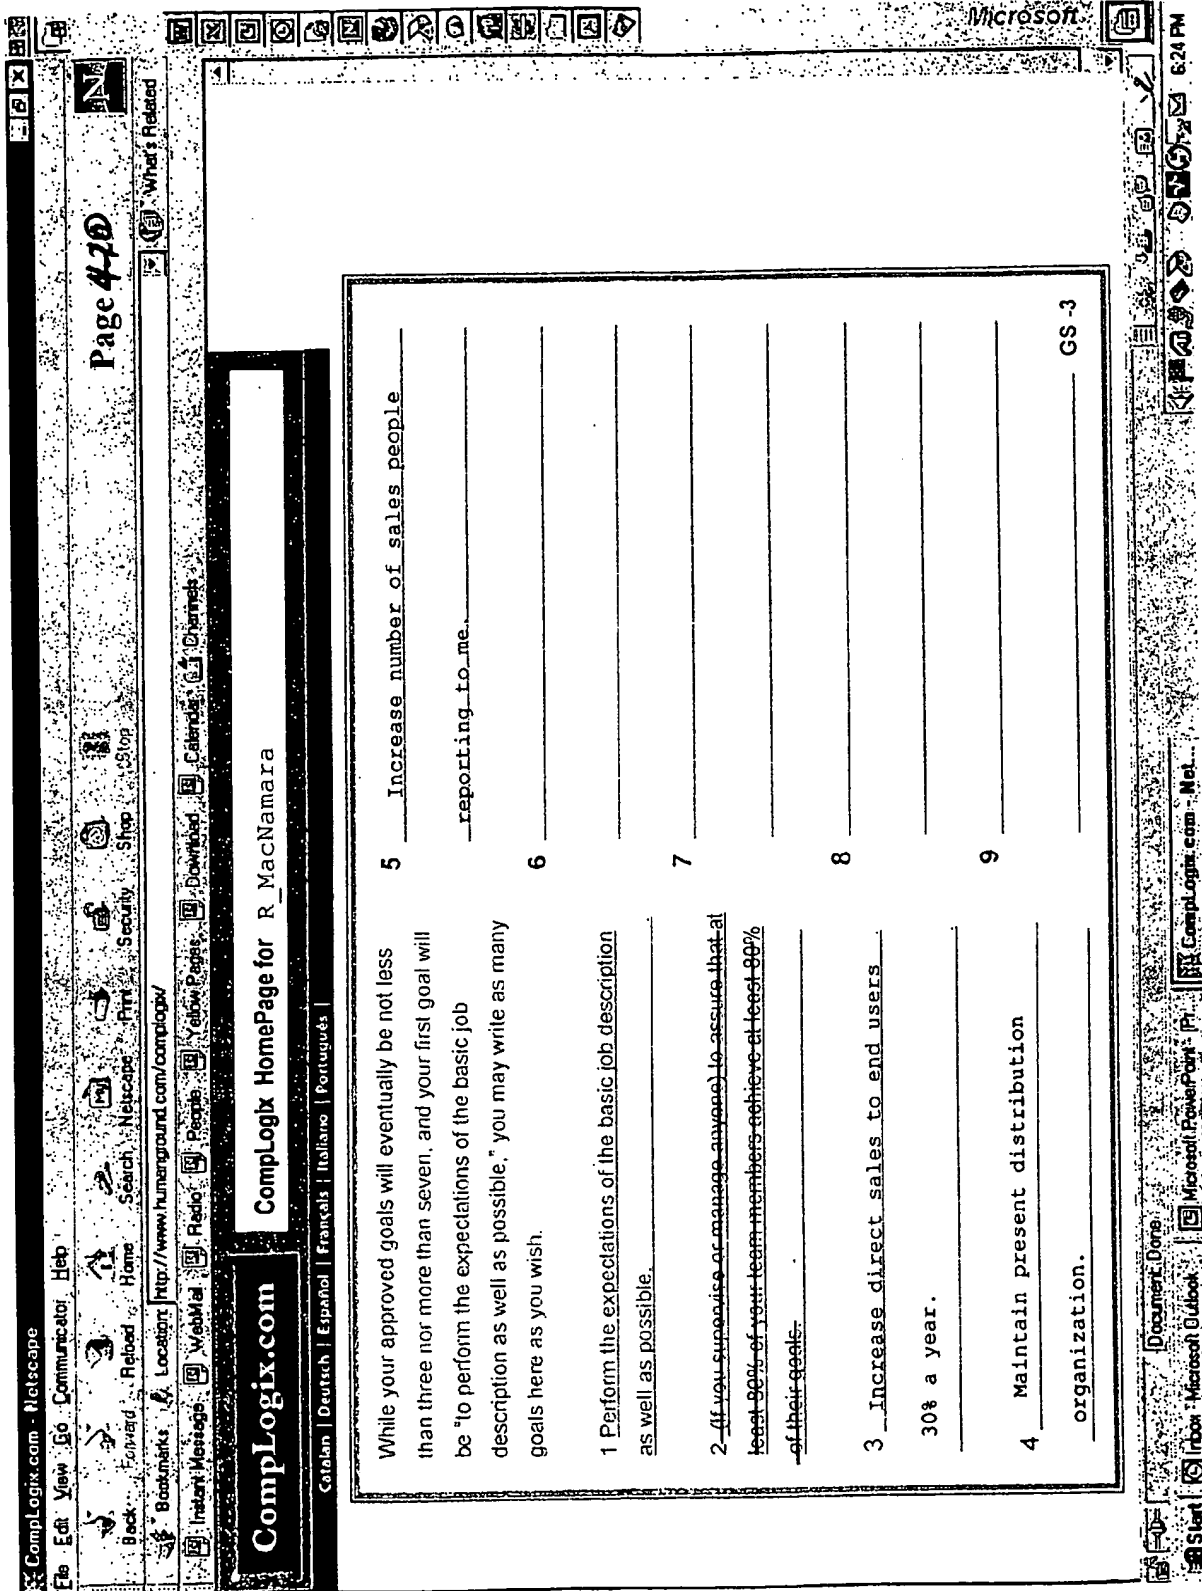 CompLogix.com - Netscape
File Edit View Go Communicator Help
Back Forward Reload Home Search Netscape Print Security Shop Stop
Page 4-20
N
Bookmarks Location: http://www.humanground.com/complogix/ What's Related
Instant Message WebMail Radio People Yellow Pages Download Calendar Channels
CompLogix.com
CompLogix HomePage for R_MacNamara
Catalan | Deutsch | Español | Français | Italiano | Portugués |
While your approved goals will eventually be not less
than three nor more than seven, and your first goal will
be "to perform the expectations of the basic job
description as well as possible," you may write as many
goals here as you wish.
1 Perform the expectations of the basic job description
as well as possible.
2 (If you supervise or manage anyone) to assure that at
least 80% of your team members achieve at least 80%
of their goals.
3 Increase direct sales to end users
30% a year.
4 Maintain present distribution
organization.
5 Increase number of sales people
reporting to me.
6
7
8
9
GS -3
Microsoft
Document: Done
Start Inbox - Microsoft Outlook Microsoft PowerPoint - [Pr... CompLogix.com - Net... 6:24 PM